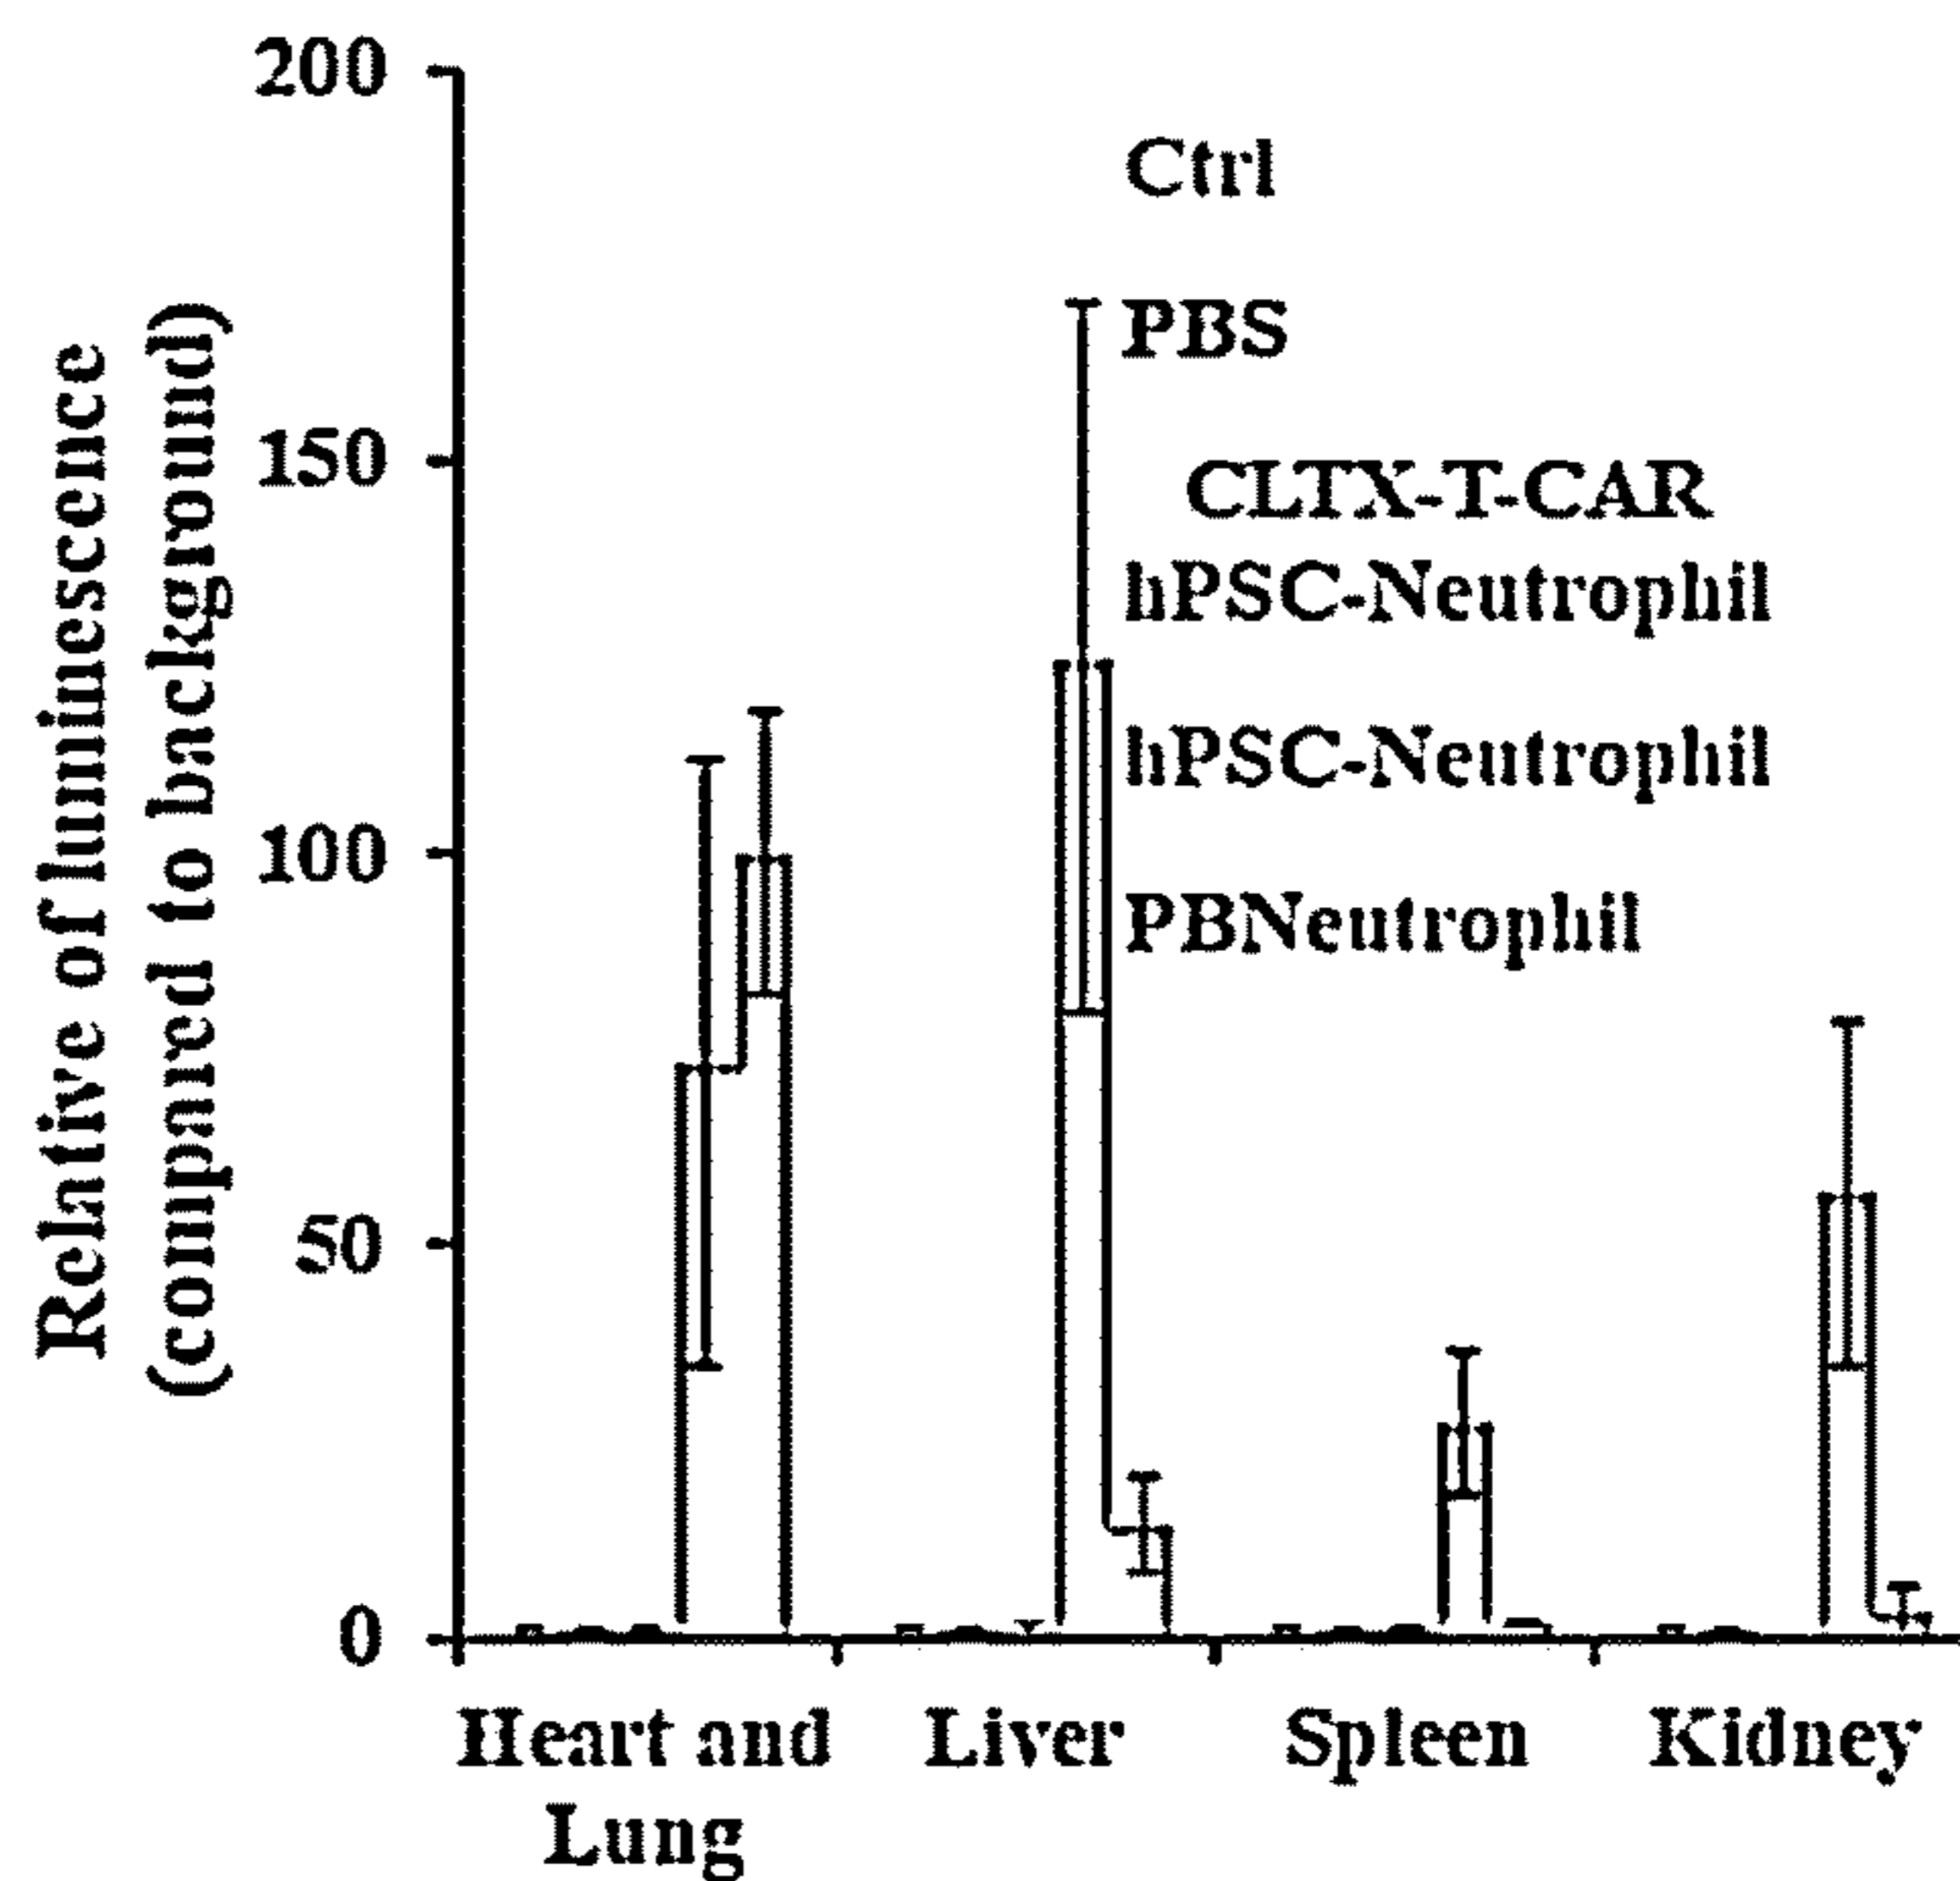 Relative of luminescence
(compared to background)
200
150
100
50
0
Ctrl
PBS
CLTX-T-CAR
hPSC-Neutrophil
hPSC-Neutrophil
PBNeutrophil
Heart and
Lung
Liver
Spleen
Kidney